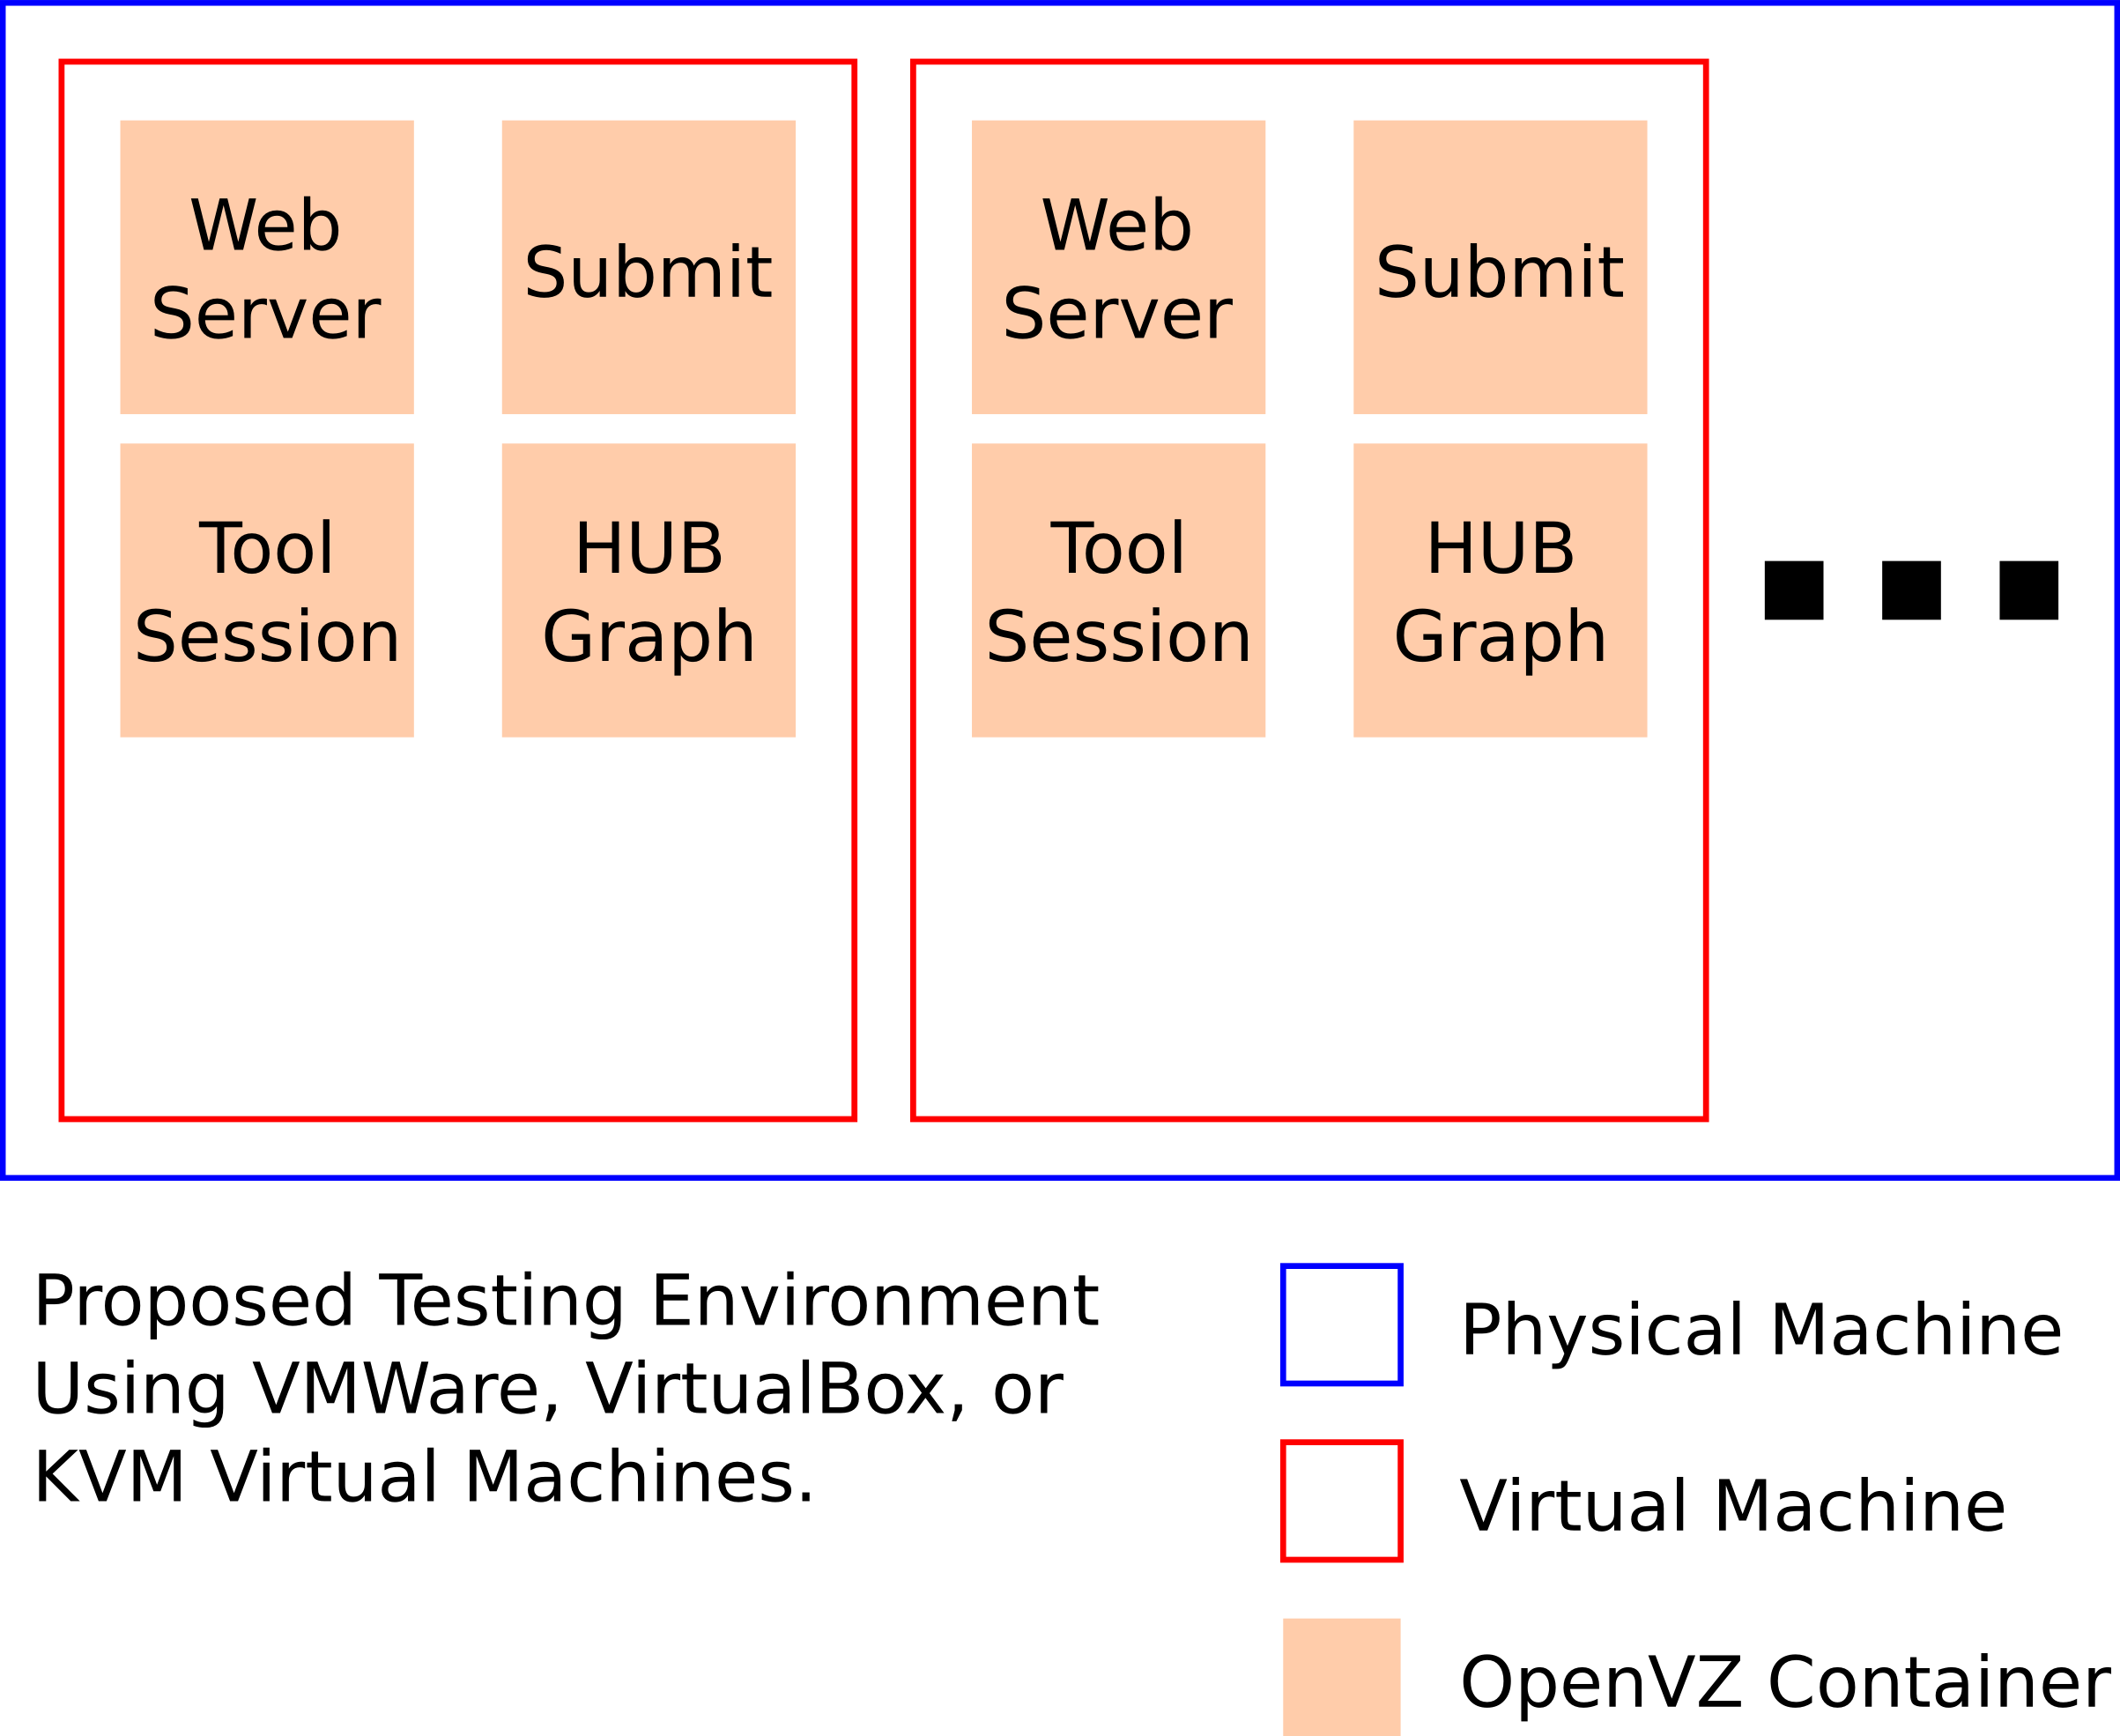 Web
Server
Submit
Tool
Session
HUB
Graph
Web
Server
Submit
Tool
Session
HUB
Graph
Proposed Testing Environment
Using VMWare, VirtualBox, or
KVM Virtual Machines.
Physical Machine
Virtual Machine
OpenVZ Container